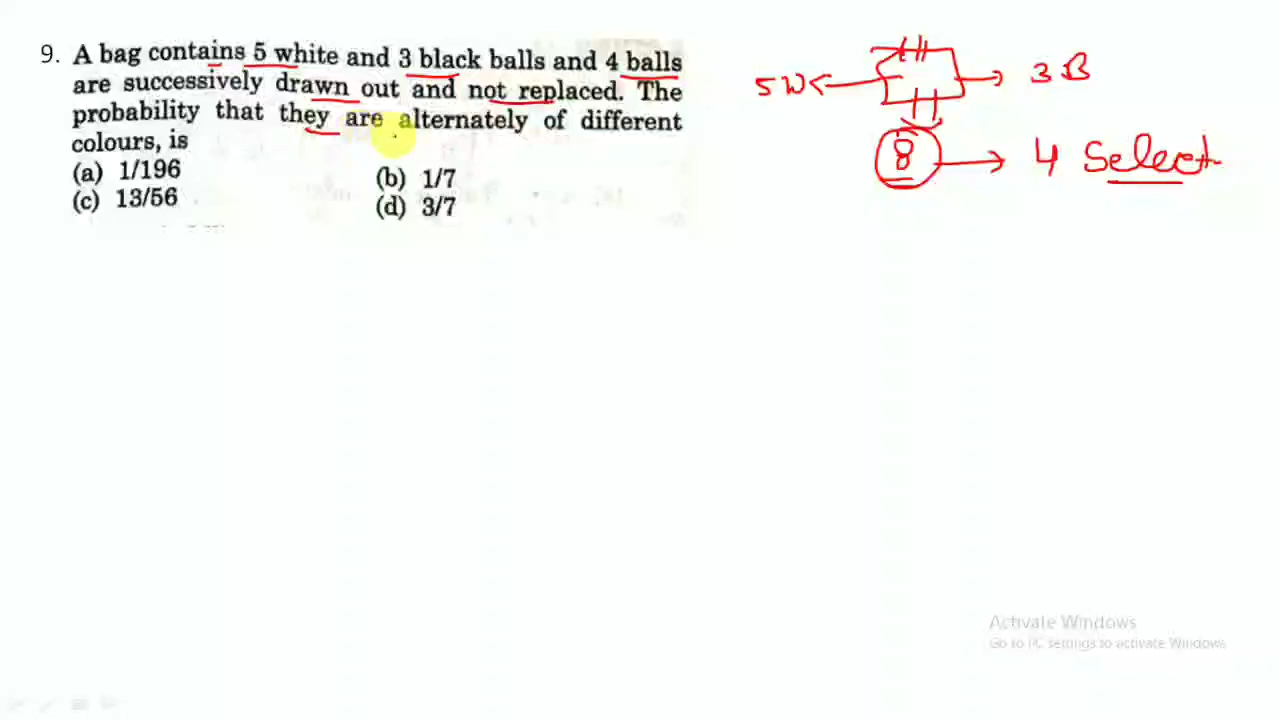 9. A bag contains 5 white and 3 black balls and 4 balls
are successively drawn out and not replaced. The
probability that they are alternately of different
colours, is
(a) 1/196
(b) 1/7
(c) 13/56
(d) 3/7
5W
3B
8
4 Select
Activate Windows
Go to PC settings to activate Windows.